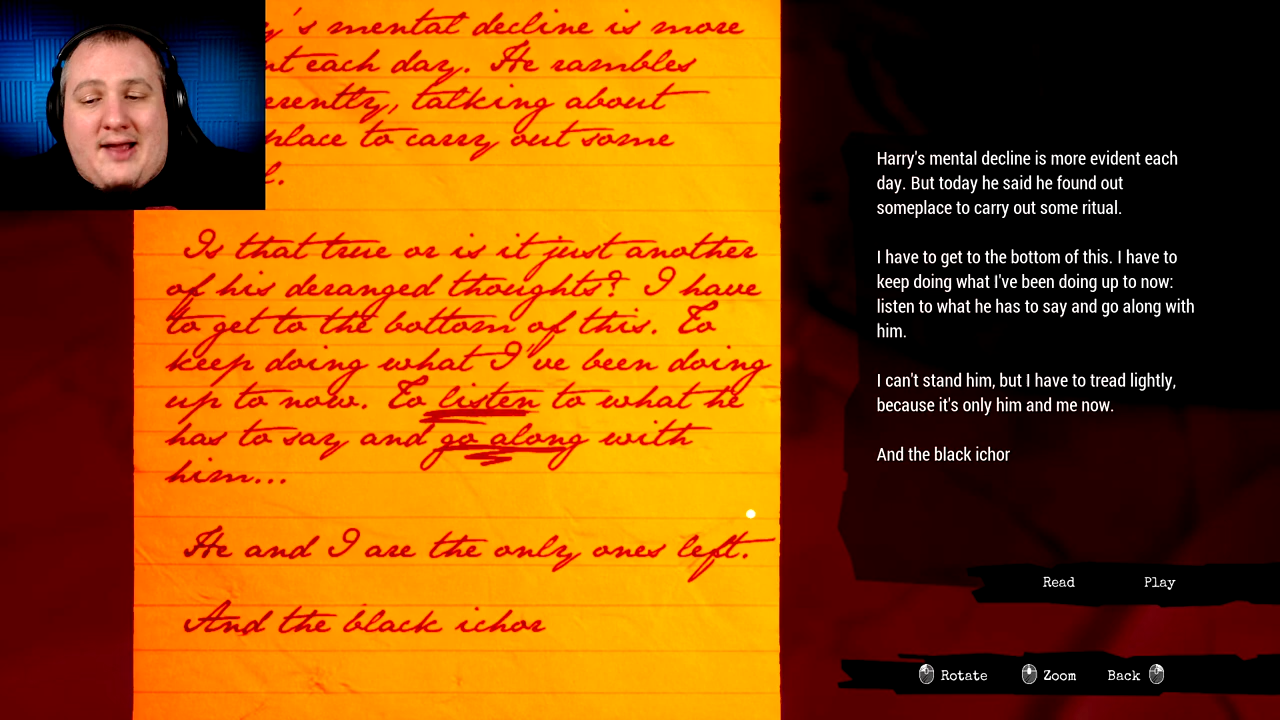 's mental decline is more
nt each day. He rambles
erently, talking about
place to carry out some
l.
Is that true or is it just another
of his deranged thoughts? I have
to get to the bottom of this. To
keep doing what I've been doing
up to now. To listen to what he
has to say and go along with
him...
He and I are the only ones left.
And the black ichor
Harry's mental decline is more evident each
day. But today he said he found out
someplace to carry out some ritual.
I have to get to the bottom of this. I have to
keep doing what I've been doing up to now:
listen to what he has to say and go along with
him.
I can't stand him, but I have to tread lightly,
because it's only him and me now.
And the black ichor
Read Play
Rotate Zoom Back